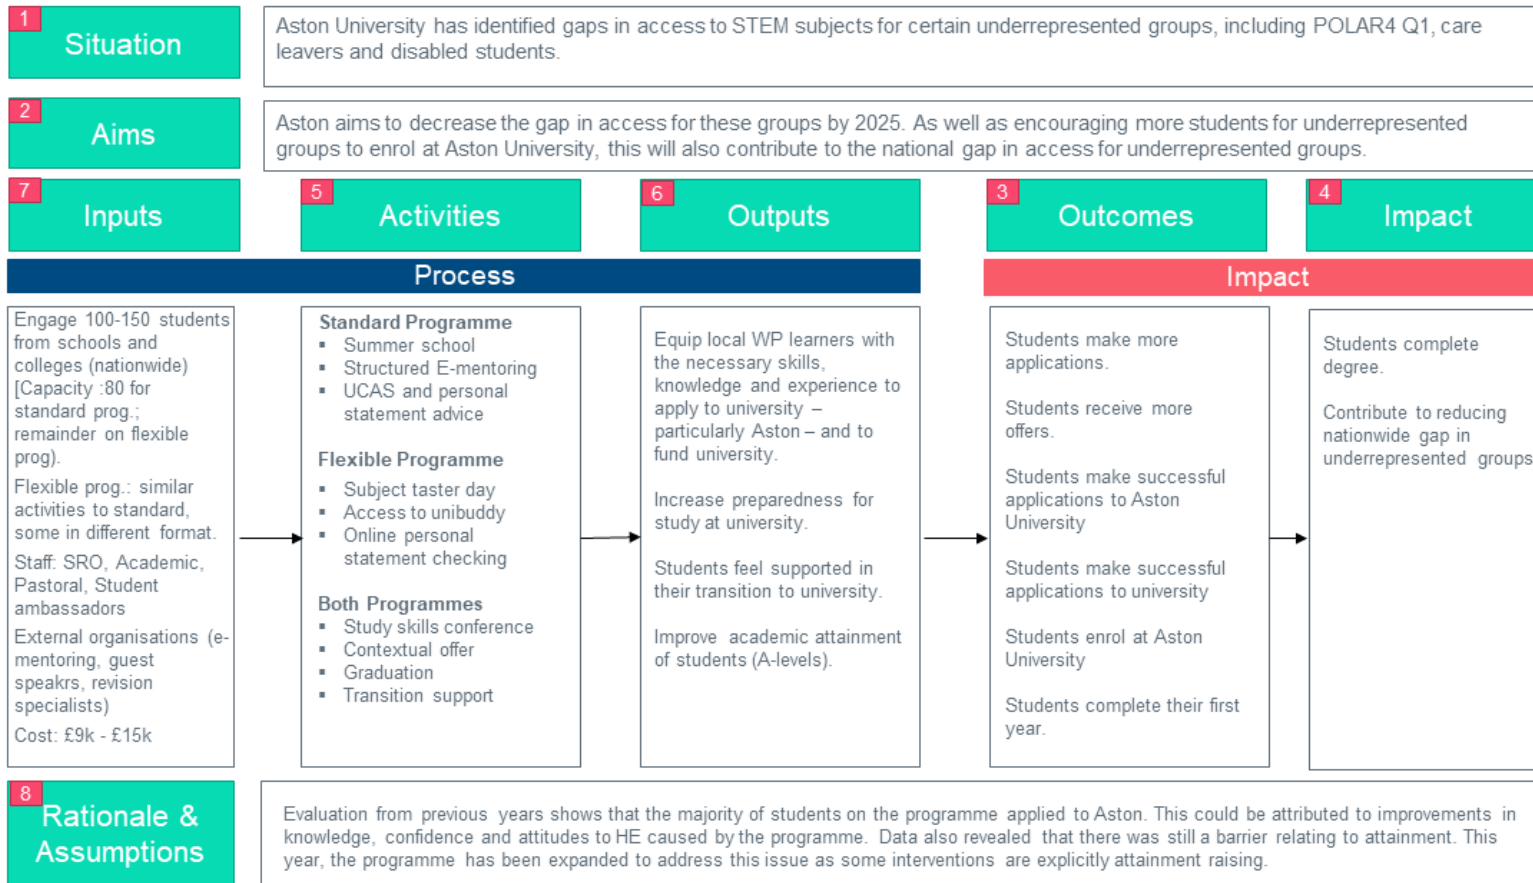 1
Situation
Aston University has identified gaps in access to STEM subjects for certain underrepresented groups, including POLAR4 Q1, care
leavers and disabled students.
2
Aims
Aston aims to decrease the gap in access for these groups by 2025. As well as encouraging more students for underrepresented
groups to enrol at Aston University, this will also contribute to the national gap in access for underrepresented groups.
7
Inputs
5
Activities
6
Outputs
3
Outcomes
4
Impact
Process
Impact
Engage 100-150 students
from schools and
colleges (nationwide)
[Capacity :80 for
standard prog.;
remainder on flexible
prog).
Flexible prog.: similar
activities to standard,
some in different format.
Staff: SRO, Academic,
Pastoral, Student
ambassadors
External organisations (e-
mentoring, guest
speakrs, revision
specialists)
Cost: £9k - £15k
Standard Programme
▪ Summer school
▪ Structured E-mentoring
▪ UCAS and personal
statement advice
Flexible Programme
▪ Subject taster day
▪ Access to unibuddy
▪ Online personal
statement checking
Both Programmes
▪ Study skills conference
▪ Contextual offer
▪ Graduation
▪ Transition support
Equip local WP learners with
the necessary skills,
knowledge and experience to
apply to university –
particularly Aston – and to
fund university.
Increase preparedness for
study at university.
Students feel supported in
their transition to university.
Improve academic attainment
of students (A-levels).
Students make more
applications.
Students receive more
offers.
Students make successful
applications to Aston
University
Students make successful
applications to university
Students enrol at Aston
University
Students complete their first
year.
Students complete
degree.
Contribute to reducing
nationwide gap in
underrepresented groups
8
Rationale &
Assumptions
Evaluation from previous years shows that the majority of students on the programme applied to Aston. This could be attributed to improvements in
knowledge, confidence and attitudes to HE caused by the programme. Data also revealed that there was still a barrier relating to attainment. This
year, the programme has been expanded to address this issue as some interventions are explicitly attainment raising.